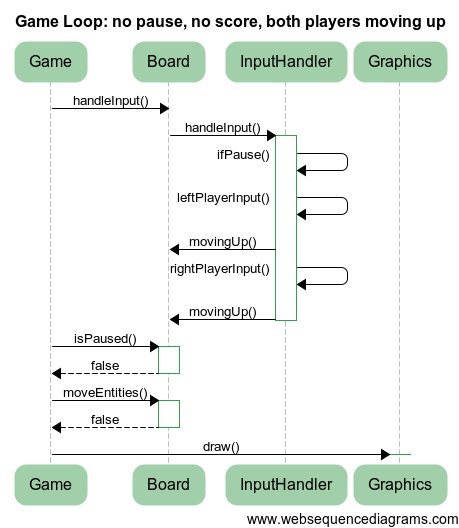 Game Loop: no pause, no score, both players moving up
Game Board InputHandler Graphics
handleInput()
handleInput()
ifPause()
leftPlayerInput()
movingUp()
rightPlayerInput()
movingUp()
isPaused()
false
moveEntities()
false
draw()
Game Board InputHandler Graphics
www.websequencediagrams.com